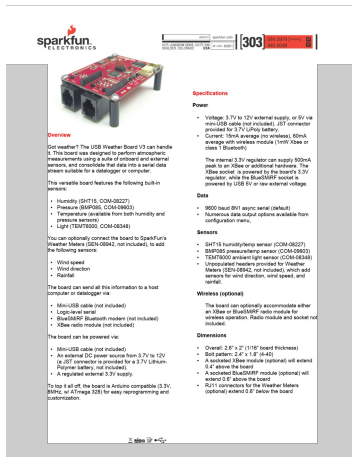 sparkfun.
ELECTRONICS
[303]
Overview
Got weather? The USB Weather Board V3 can handle
it. This board was designed to perform atmospheric
measurements using a suite of onboard and external
sensors, and consolidate that data into a serial data
stream suitable for a datalogger or computer.
This versatile board features the following built-in
sensors:
• Humidity (SHT15, COM-08227)
• Pressure (BMP085, COM-09603)
• Temperature (available from both humidity and
pressure sensors)
• Light (TEMT6000, COM-08348)
You can optionally connect the board to SparkFun's
Weather Meters (SEN-08942, not included), to add
the following sensors:
• Wind speed
• Wind direction
• Rainfall
The board can send all this information to a host
computer or datalogger via:
• Mini-USB cable (not included)
• Logic-level serial
• BlueSMiRF Bluetooth modem (not included)
• XBee radio module (not included)
The board can be powered via:
• Mini-USB cable (not included)
• An external DC power source from 3.7V to 12V
(a JST connector is provided for a 3.7V Lithium-
Polymer battery, not included).
• A regulated external 3.3V supply.
To top it all off, the board is Arduino compatible (3.3V,
8MHz, w/ ATmega 328) for easy reprogramming and
customization.
Specifications
Power
• Voltage: 3.7V to 12V external supply, or 5V via
mini-USB cable (not included). JST connector
provided for 3.7V LiPoly battery.
• Current: 15mA average (no wireless), 60mA
average with wireless module (1mW Xbee or
class 1 Bluetooth)
The internal 3.3V regulator can supply 500mA
peak to an XBee or additional hardware. The
XBee socket is powered by the board's 3.3V
regulator, while the BlueSMiRF socket is
powered by USB 5V or raw external voltage.
Data
• 9600 baud 8N1 async serial (default)
• Numerous data output options available from
configuration menu,
Sensors
• SHT15 humidity/temp sensor (COM-08227)
• BMP085 pressure/temp sensor (COM-09603)
• TEMT6000 ambient light sensor (COM-08348)
• Unpopulated headers provided for Weather
Meters (SEN-08942, not included), which add
sensors for wind direction, wind speed, and
rainfall.
Wireless (optional)
The board can optionally accommodate either
an XBee or BlueSMiRF radio module for
wireless operation. Radio module and socket not
included.
Dimensions
• Overall: 2.6" x 2" (1/16" board thickness)
• Bolt pattern: 2.4" x 1.8" (4-40)
• A socketed XBee module (optional) will extend
0.4" above the board
• A socketed BlueSMiRF module (optional) will
extend 0.6" above the board
• RJ11 connectors for the Weather Meters
(optional) extend 0.6" below the board